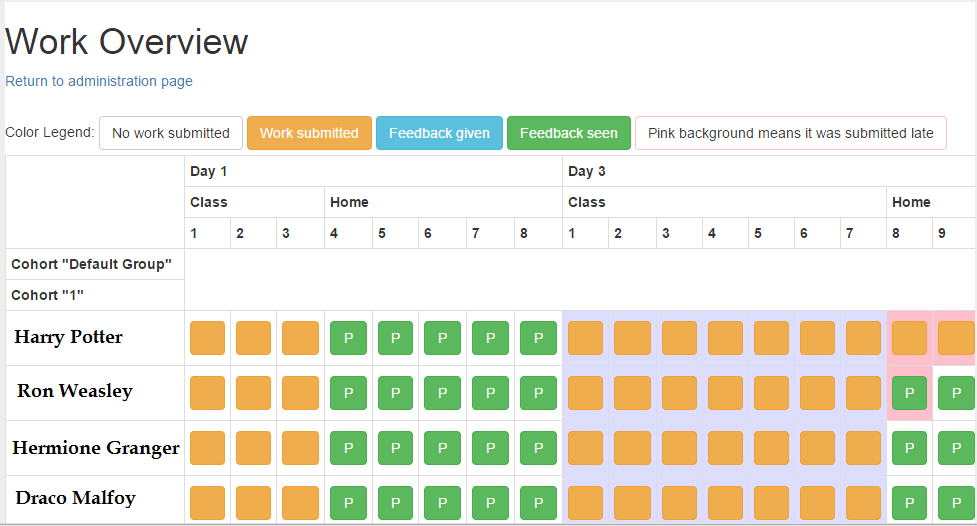 Work Overview
Return to administration page
Color Legend: No work submitted Work submitted Feedback given Feedback seen Pink background means it was submitted late
Day 1 Day 3
Class Home Class Home
1 2 3 4 5 6 7 8 1 2 3 4 5 6 7 8 9
Cohort "Default Group"
Cohort "1"
Harry Potter P P P P P
Ron Weasley P P P P P P P
Hermione Granger P P P P P P P
Draco Malfoy P P P P P P P